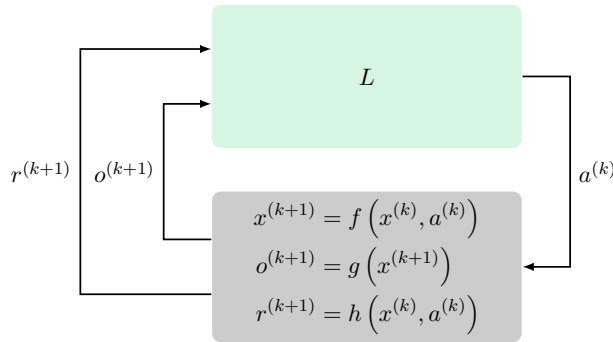 L
r^{(k+1)} o^{(k+1)} a^{(k)}
x^{(k+1)} = f(x^{(k)}, a^{(k)})
o^{(k+1)} = g(x^{(k+1)})
r^{(k+1)} = h(x^{(k)}, a^{(k)})